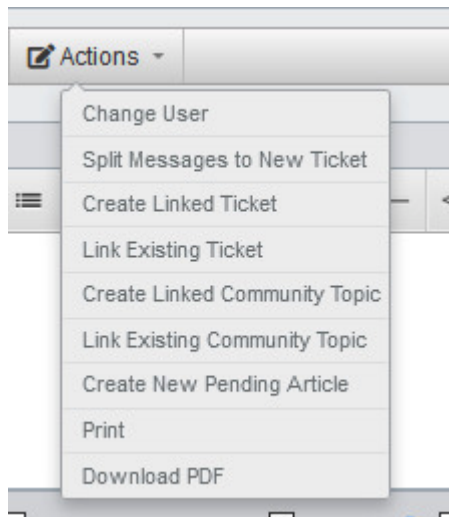 Actions
Change User
Split Messages to New Ticket
Create Linked Ticket
Link Existing Ticket
Create Linked Community Topic
Link Existing Community Topic
Create New Pending Article
Print
Download PDF